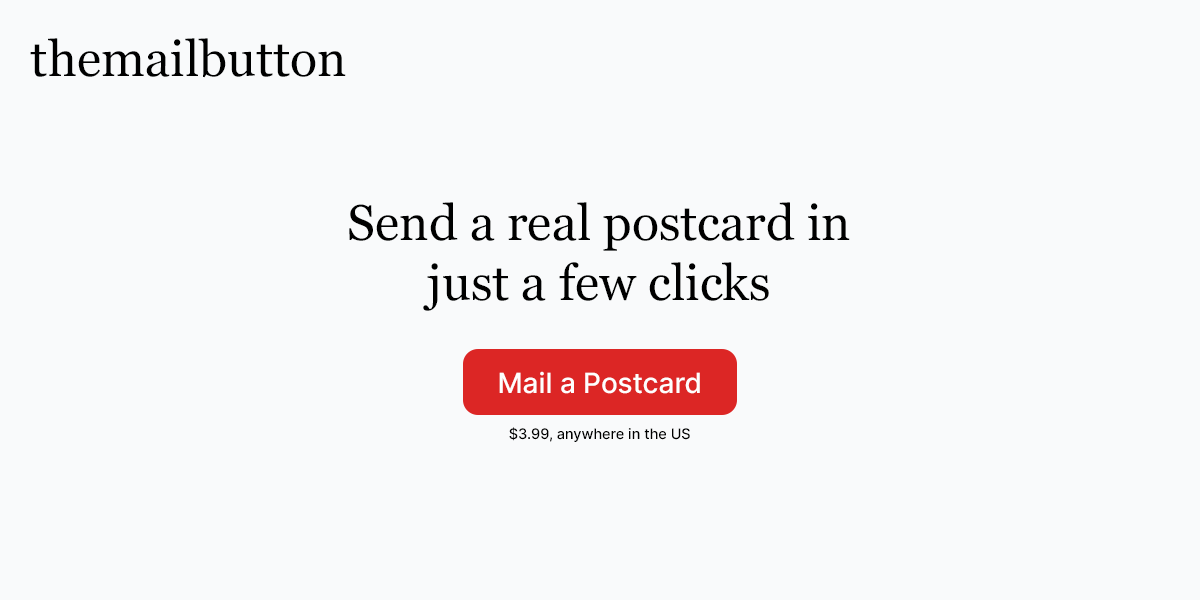 themailbutton
Send a real postcard in
just a few clicks
Mail a Postcard
$3.99, anywhere in the US